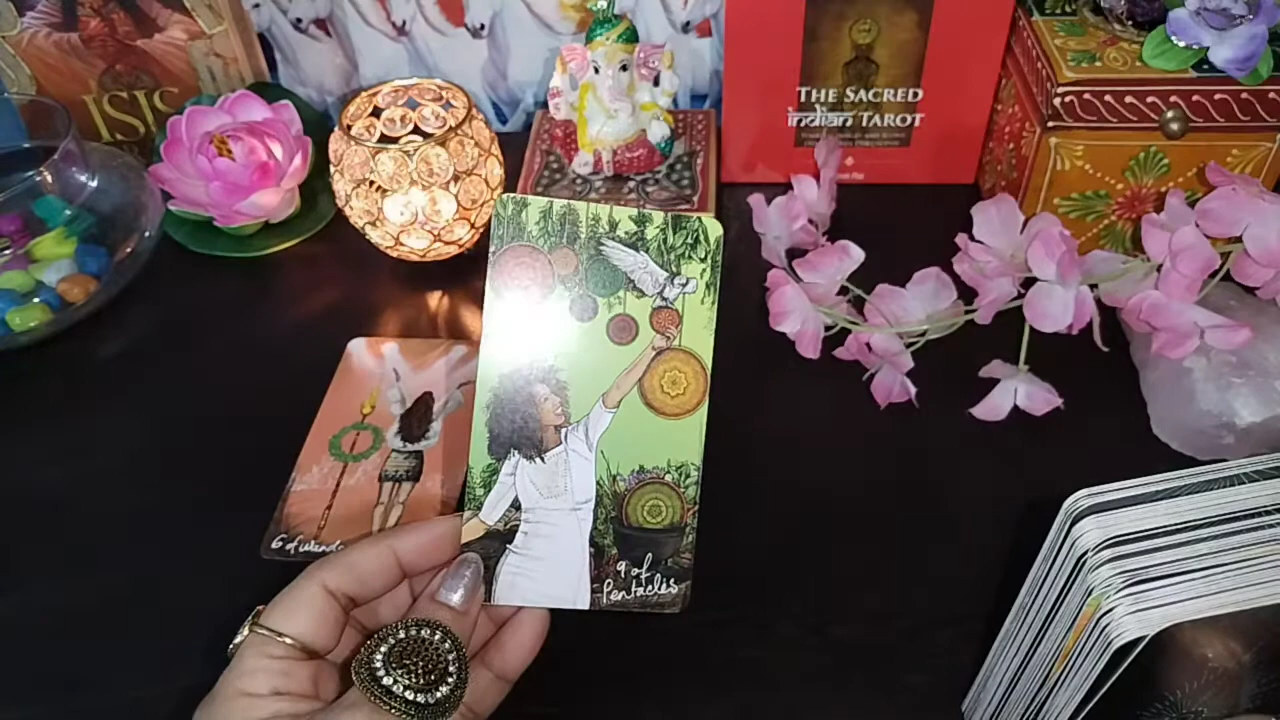 ISIS
THE SACRED
indian TAROT
6 of Wands
9 of
Pentacles